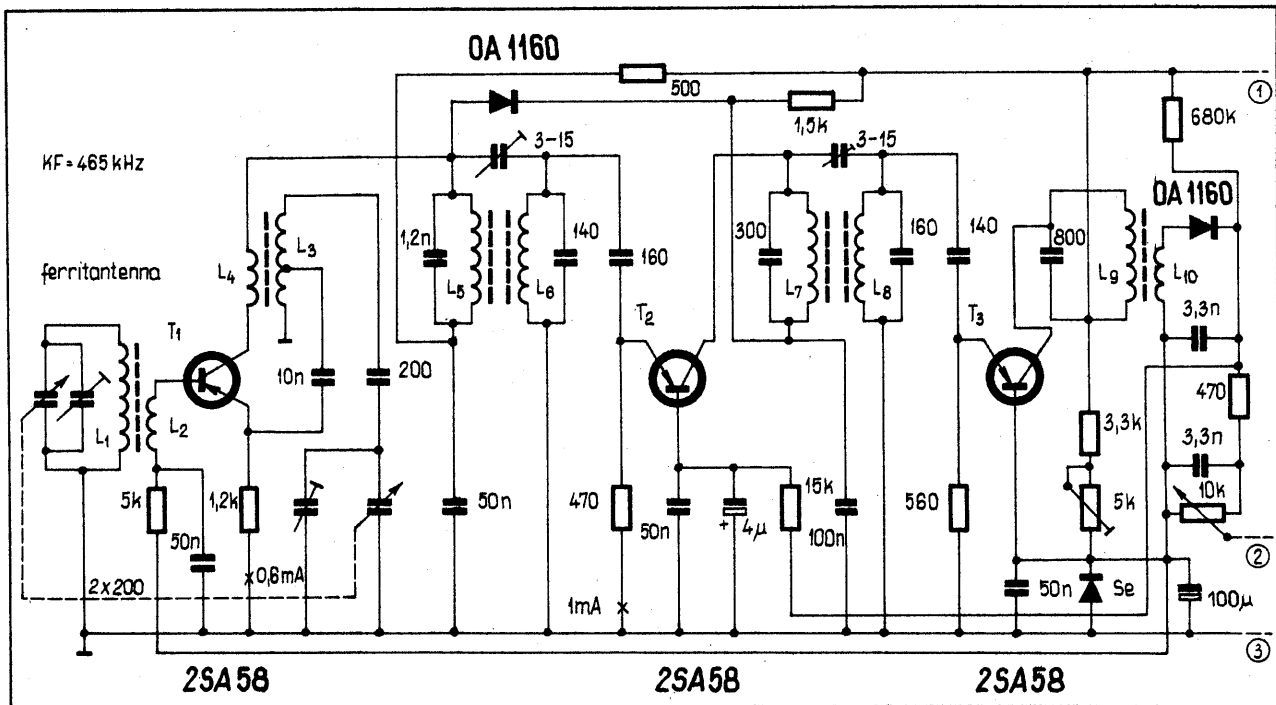 OA 1160
500
①
1,5k
680k
3-15
3-15
KF=465 kHz
OA 1160
L3
1,2n
140
160
300
160
140
800
L4
L5
L6
L7
L8
L9
L10
ferritantenna
3,3n
T1
T2
T3
10n
200
470
L1
L2
3,3k
3,3n
5k
1,2k
50n
470
15k
560
5k
10k
50n
50n
+ 4µ
100n
②
2x200
0,6mA
1mA
50n
Se
100µ
③
2SA58
2SA58
2SA58